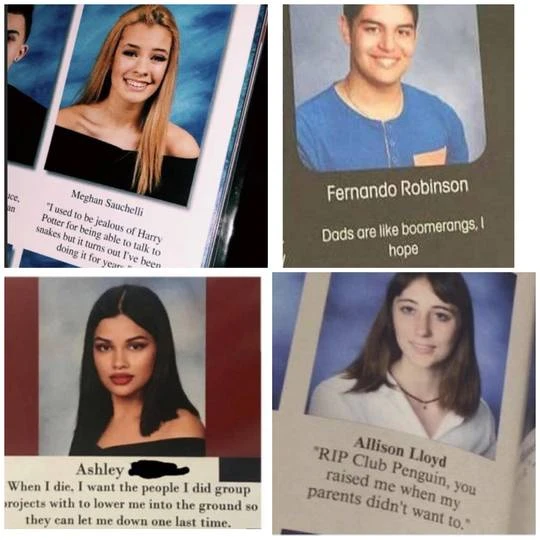 uce,
an
Meghan Sauchelli
"I used to be jealous of Harry
Potter for being able to talk to
snakes but it turns out I've been
doing it for years."
Fernando Robinson
Dads are like boomerangs, I
hope
Ashley
When I die, I want the people I did group
projects with to lower me into the ground so
they can let me down one last time.
Allison Lloyd
"RIP Club Penguin, you
raised me when my
parents didn't want to."